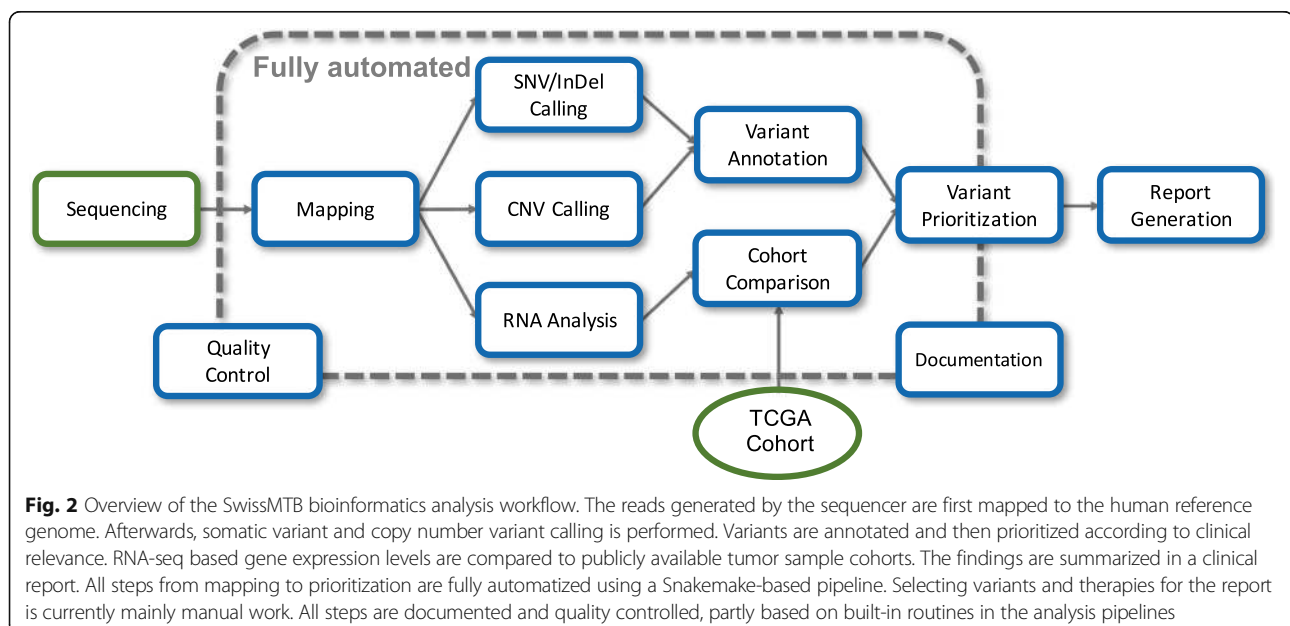 Fully automated
SNV/InDel
Calling
Variant
Annotation
Sequencing
Mapping
CNV Calling
Variant
Prioritization
Report
Generation
Cohort
Comparison
RNA Analysis
Quality
Control
Documentation
TCGA
Cohort
Fig. 2 Overview of the SwissMTB bioinformatics analysis workflow. The reads generated by the sequencer are first mapped to the human reference
genome. Afterwards, somatic variant and copy number variant calling is performed. Variants are annotated and then prioritized according to clinical
relevance. RNA-seq based gene expression levels are compared to publicly available tumor sample cohorts. The findings are summarized in a clinical
report. All steps from mapping to prioritization are fully automatized using a Snakemake-based pipeline. Selecting variants and therapies for the report
is currently mainly manual work. All steps are documented and quality controlled, partly based on built-in routines in the analysis pipelines